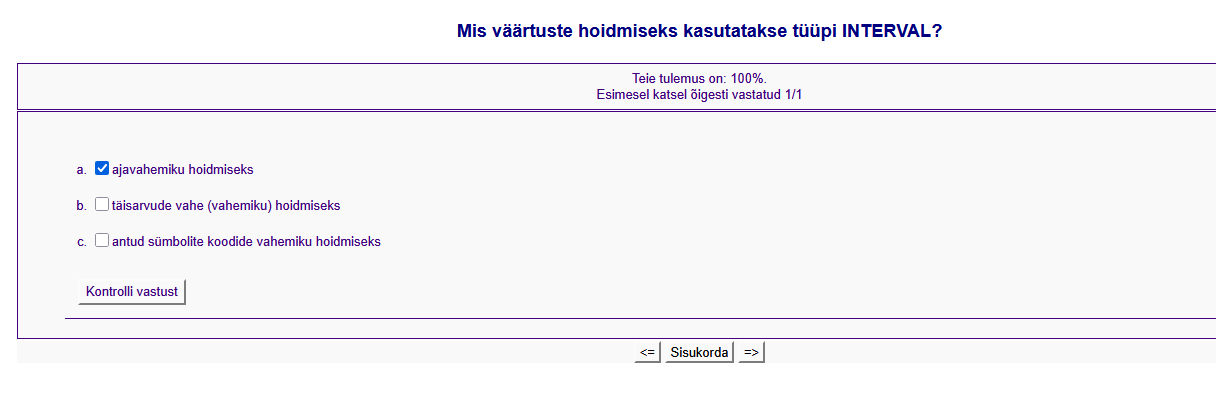 Mis väärtuste hoidmiseks kasutatakse tüüpi INTERVAL?
Teie tulemus on: 100%.
Esimesel katsel õigesti vastatud 1/1
a. ajavahemiku hoidmiseks
b. täisarvude vahe (vahemiku) hoidmiseks
c. antud sümbolite koodide vahemiku hoidmiseks
Kontrolli vastust
<= Sisukorda =>